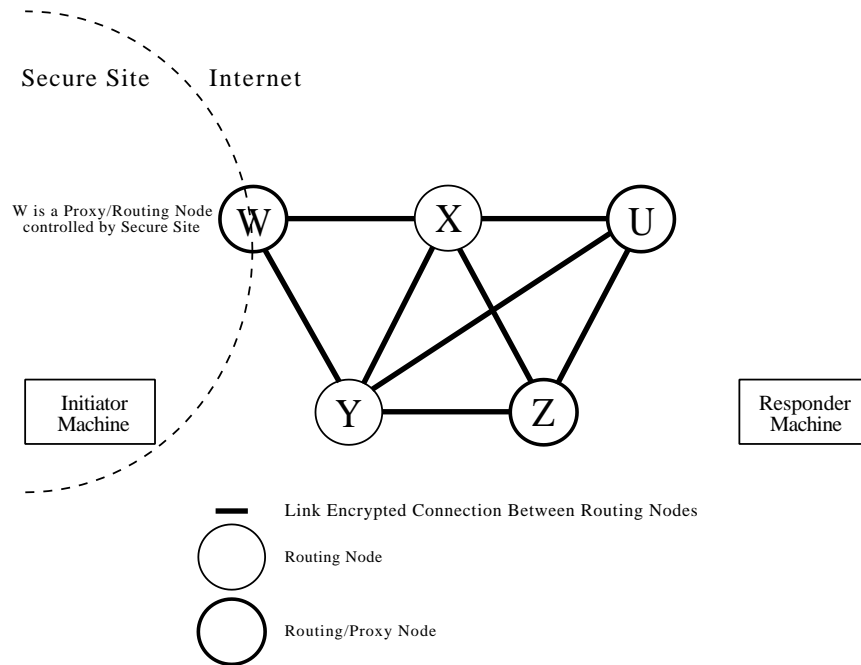 Secure Site
Internet
W is a Proxy/Routing Node
controlled by Secure Site
W
X
U
Y
Z
Initiator
Machine
Responder
Machine
Link Encrypted Connection Between Routing Nodes
Routing Node
Routing/Proxy Node